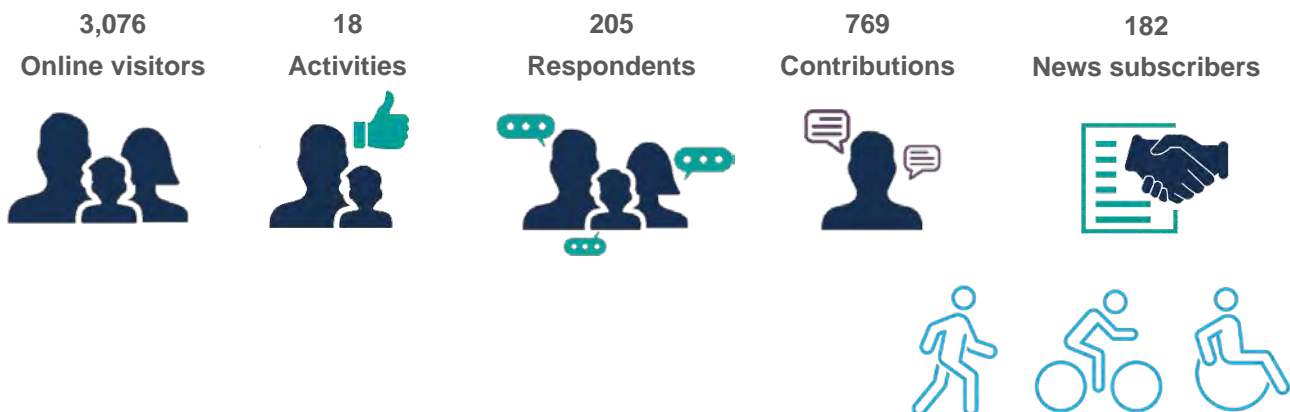 3,076
Online visitors
18
Activities
205
Respondents
769
Contributions
182
News subscribers